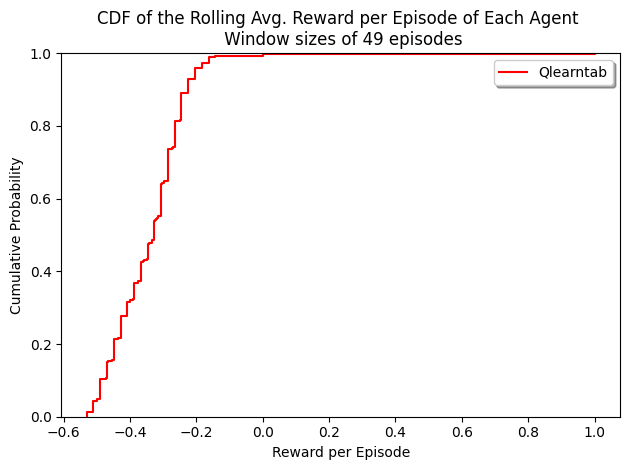 CDF of the Rolling Avg. Reward per Episode of Each Agent
Window sizes of 49 episodes
Qlearntab
1.0
0.8
0.6
0.4
0.2
0.0
Cumulative Probability
−0.6 −0.4 −0.2 0.0 0.2 0.4 0.6 0.8 1.0
Reward per Episode